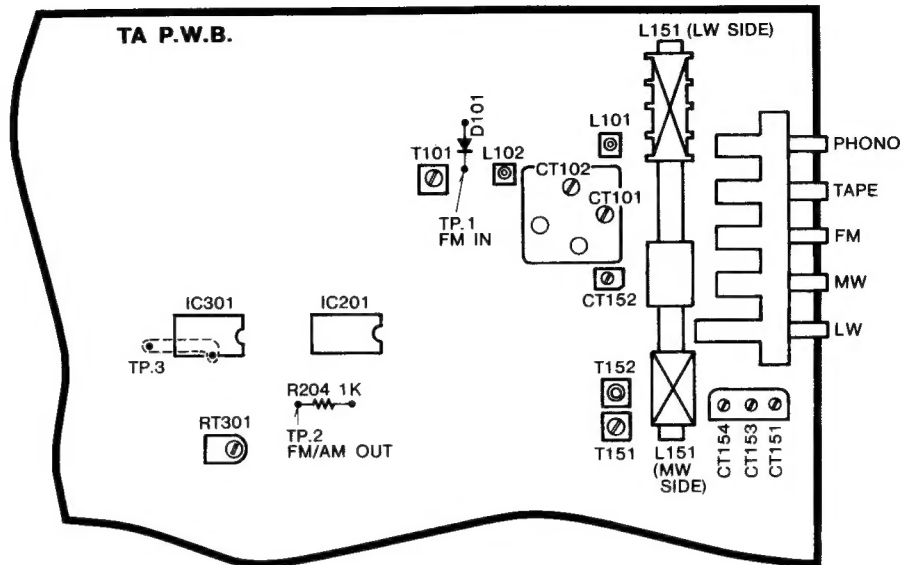 TA P.W.B.
L151 (LW SIDE)
D101
L101
T101
L102
CT102
CT101
TP.1
FM IN
CT152
PHONO
TAPE
FM
MW
LW
IC301
IC201
TP.3
R204 1K
RT301
TP.2
FM/AM OUT
T152
T151
L151
(MW
SIDE)
CT154
CT153
CT151